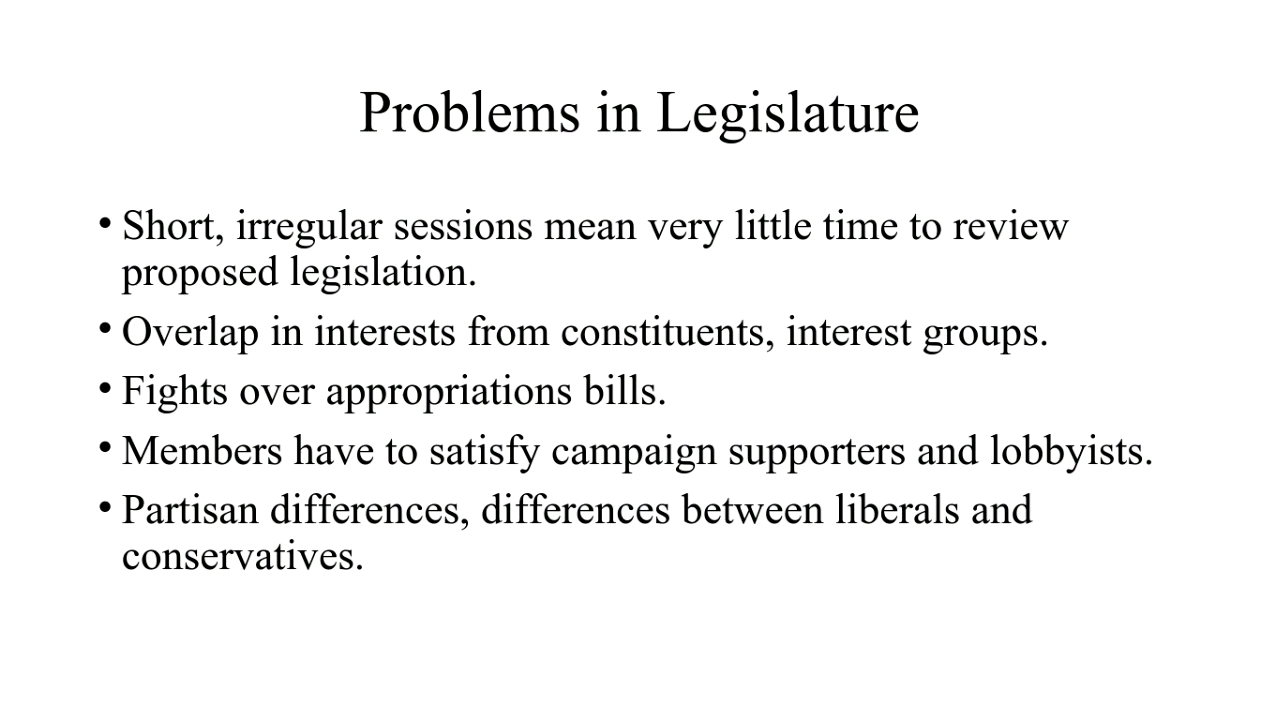 Problems in Legislature
• Short, irregular sessions mean very little time to review
proposed legislation.
• Overlap in interests from constituents, interest groups.
• Fights over appropriations bills.
• Members have to satisfy campaign supporters and lobbyists.
• Partisan differences, differences between liberals and
conservatives.